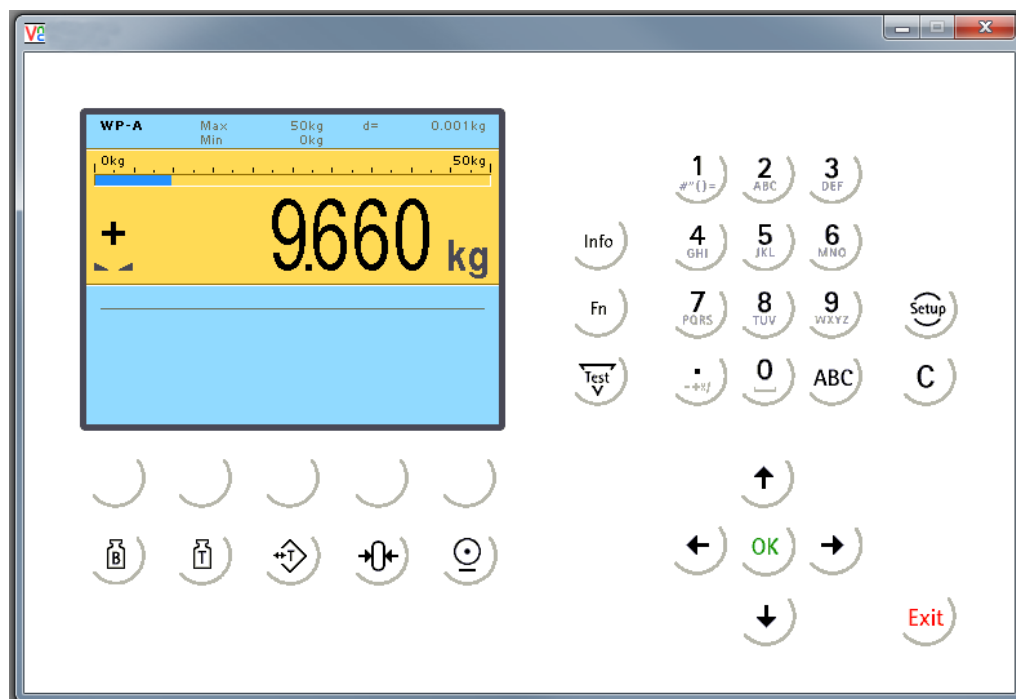 V2
WP-A Max 50kg d= 0.001kg
Min 0kg
0kg 50kg
+ 9.660 kg
1 2 3
#"()= ABC DEF
Info 4 5 6
GHI JKL MNO
Fn 7 8 9 Setup
PQRS TUV WXYZ
Test . 0 ABC C
B T T
OK
Exit